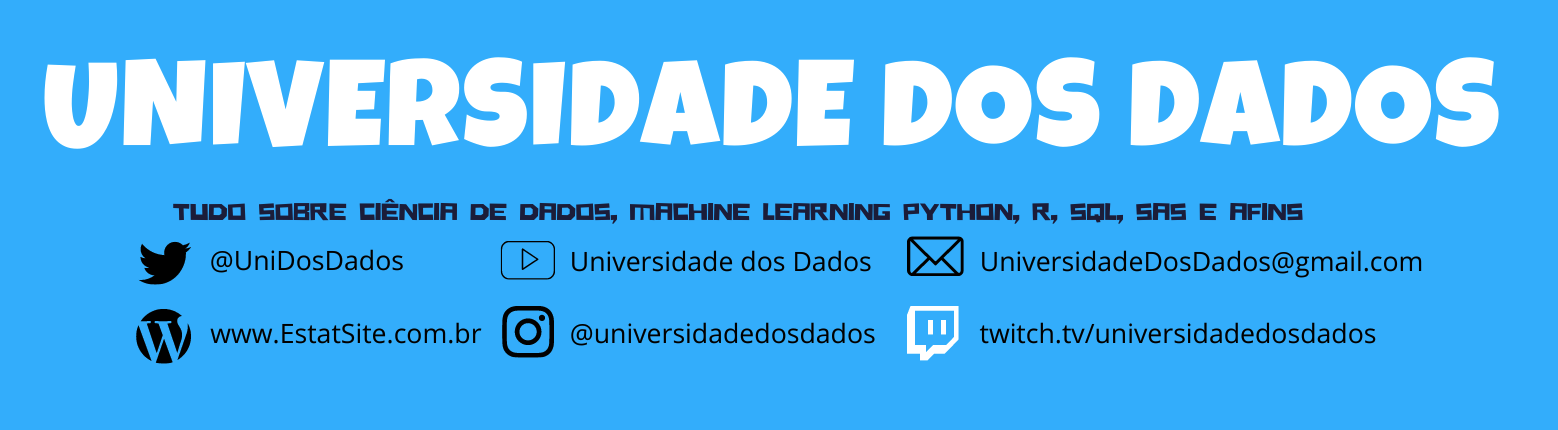 UNIVERSIDADE DOS DADOS
TUDO SOBRE CIÊNCIA DE DADOS, MACHINE LEARNING PYTHON, R, SQL, SAS E AFINS
@UniDosDados Universidade dos Dados UniversidadeDosDados@gmail.com
www.EstatSite.com.br @universidadedosdados twitch.tv/universidadedosdados